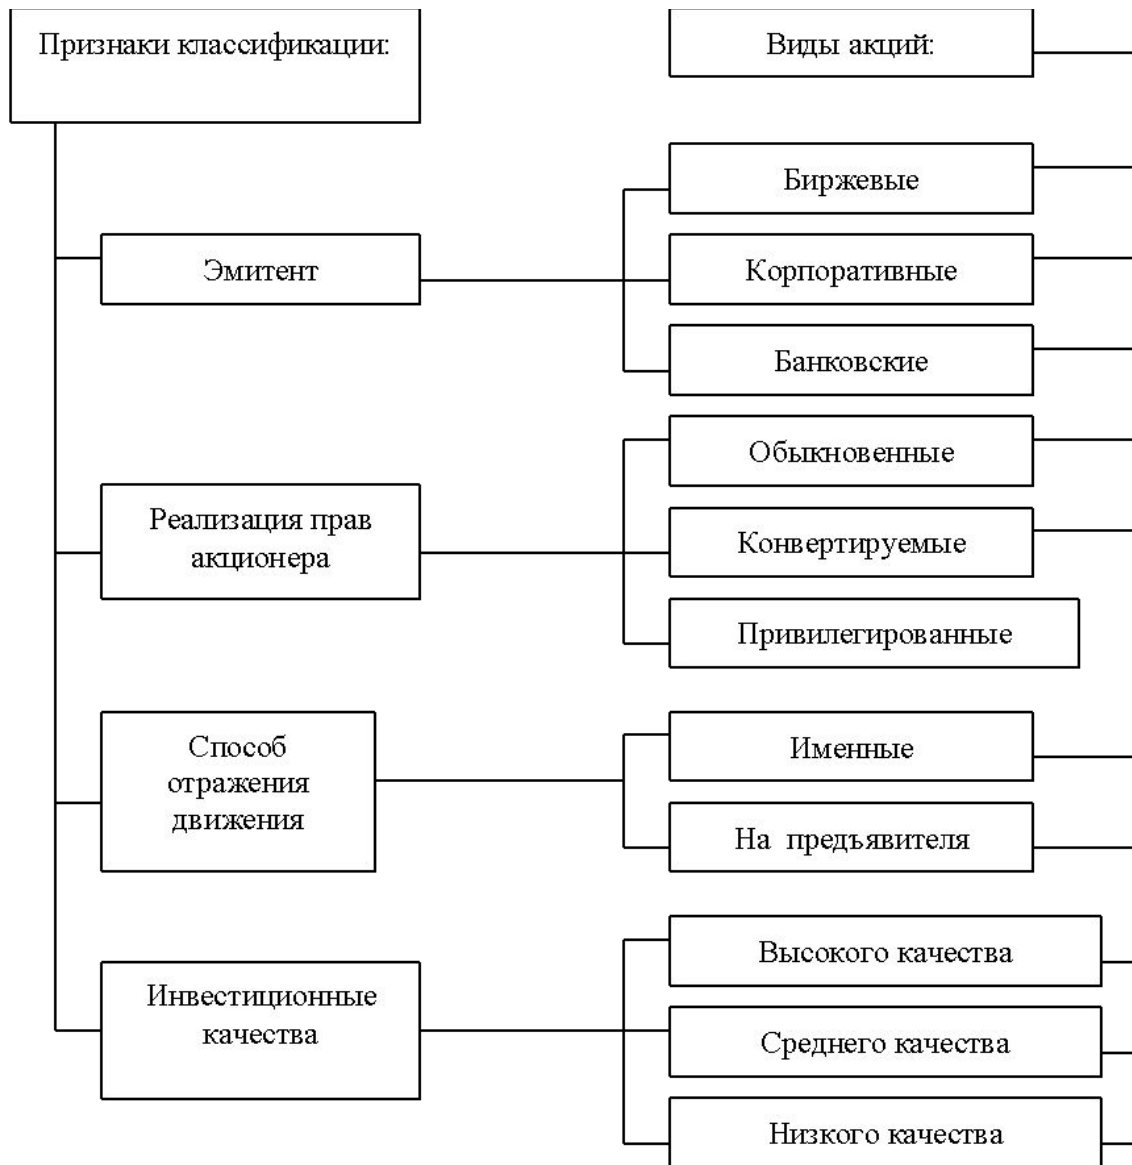 Признаки классификации:
Виды акций:
Эмитент
Биржевые
Корпоративные
Банковские
Реализация прав
акционера
Обыкновенные
Конвертируемые
Привилегированные
Способ
отражения
движения
Именные
На предъявителя
Инвестиционные
качества
Высокого качества
Среднего качества
Низкого качества